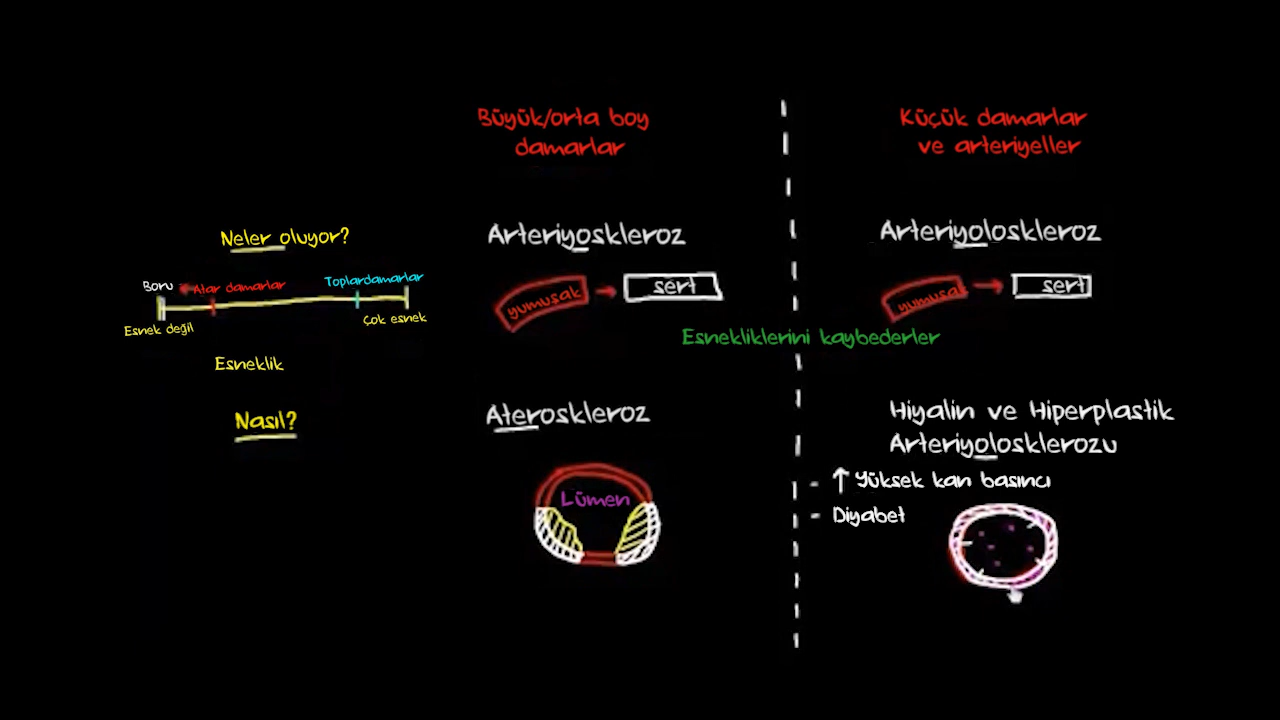 Büyük/orta boy
damarlar
Küçük damarlar
ve arteriyeller
Neler oluyor?
Arteriyoskleroz
Arteriyoloskleroz
Boru
Atar damarlar
Toplardamarlar
Esnek değil
Çok esnek
Esneklik
yumuşak
sert
yumuşak
sert
Esnekliklerini kaybederler
Nasıl?
Ateroskleroz
Hiyalin ve Hiperplastik
Arteriyolosklerozu
- ↑ Yüksek kan basıncı
- Diyabet
Lümen